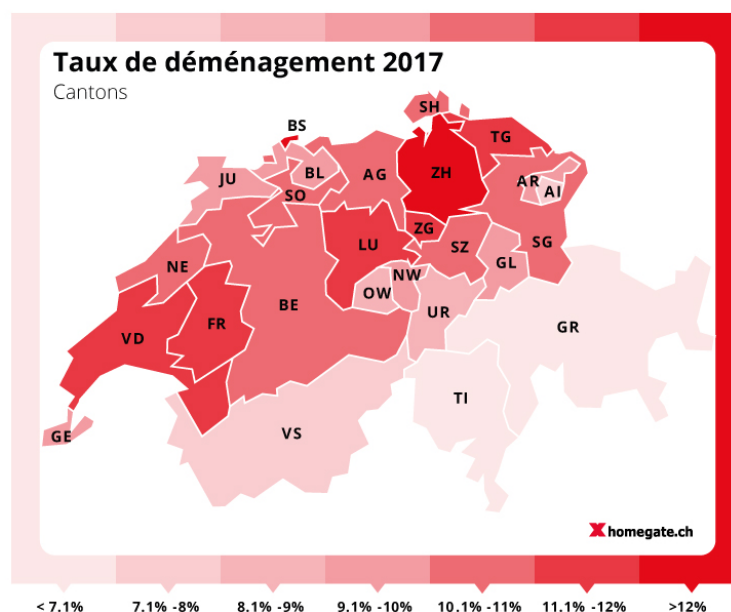 Taux de déménagement 2017
Cantons
SH
BS
TG
BL
JU
AG
ZH
AR
AI
SO
ZG
LU
SZ
SG
NE
GL
NW
OW
BE
UR
FR
VD
GR
TI
GE
VS
homegate.ch
< 7.1% 7.1% -8% 8.1% -9% 9.1% -10% 10.1% -11% 11.1% -12% >12%